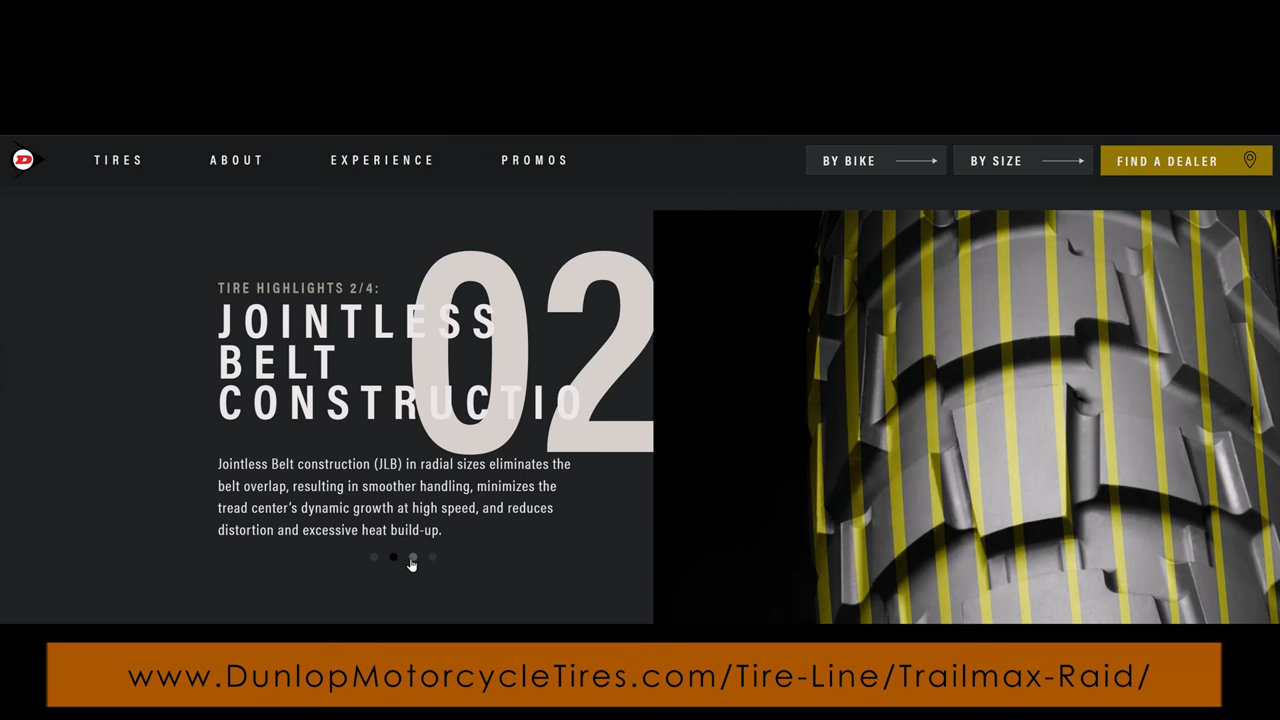 D
TIRES
ABOUT
EXPERIENCE
PROMOS
BY BIKE
BY SIZE
FIND A DEALER
02
TIRE HIGHLIGHTS 2/4:
JOINTLESS
BELT
CONSTRUCTIO
Jointless Belt construction (JLB) in radial sizes eliminates the
belt overlap, resulting in smoother handling, minimizes the
tread center's dynamic growth at high speed, and reduces
distortion and excessive heat build-up.
www.DunlopMotorcycleTires.com/Tire-Line/Trailmax-Raid/